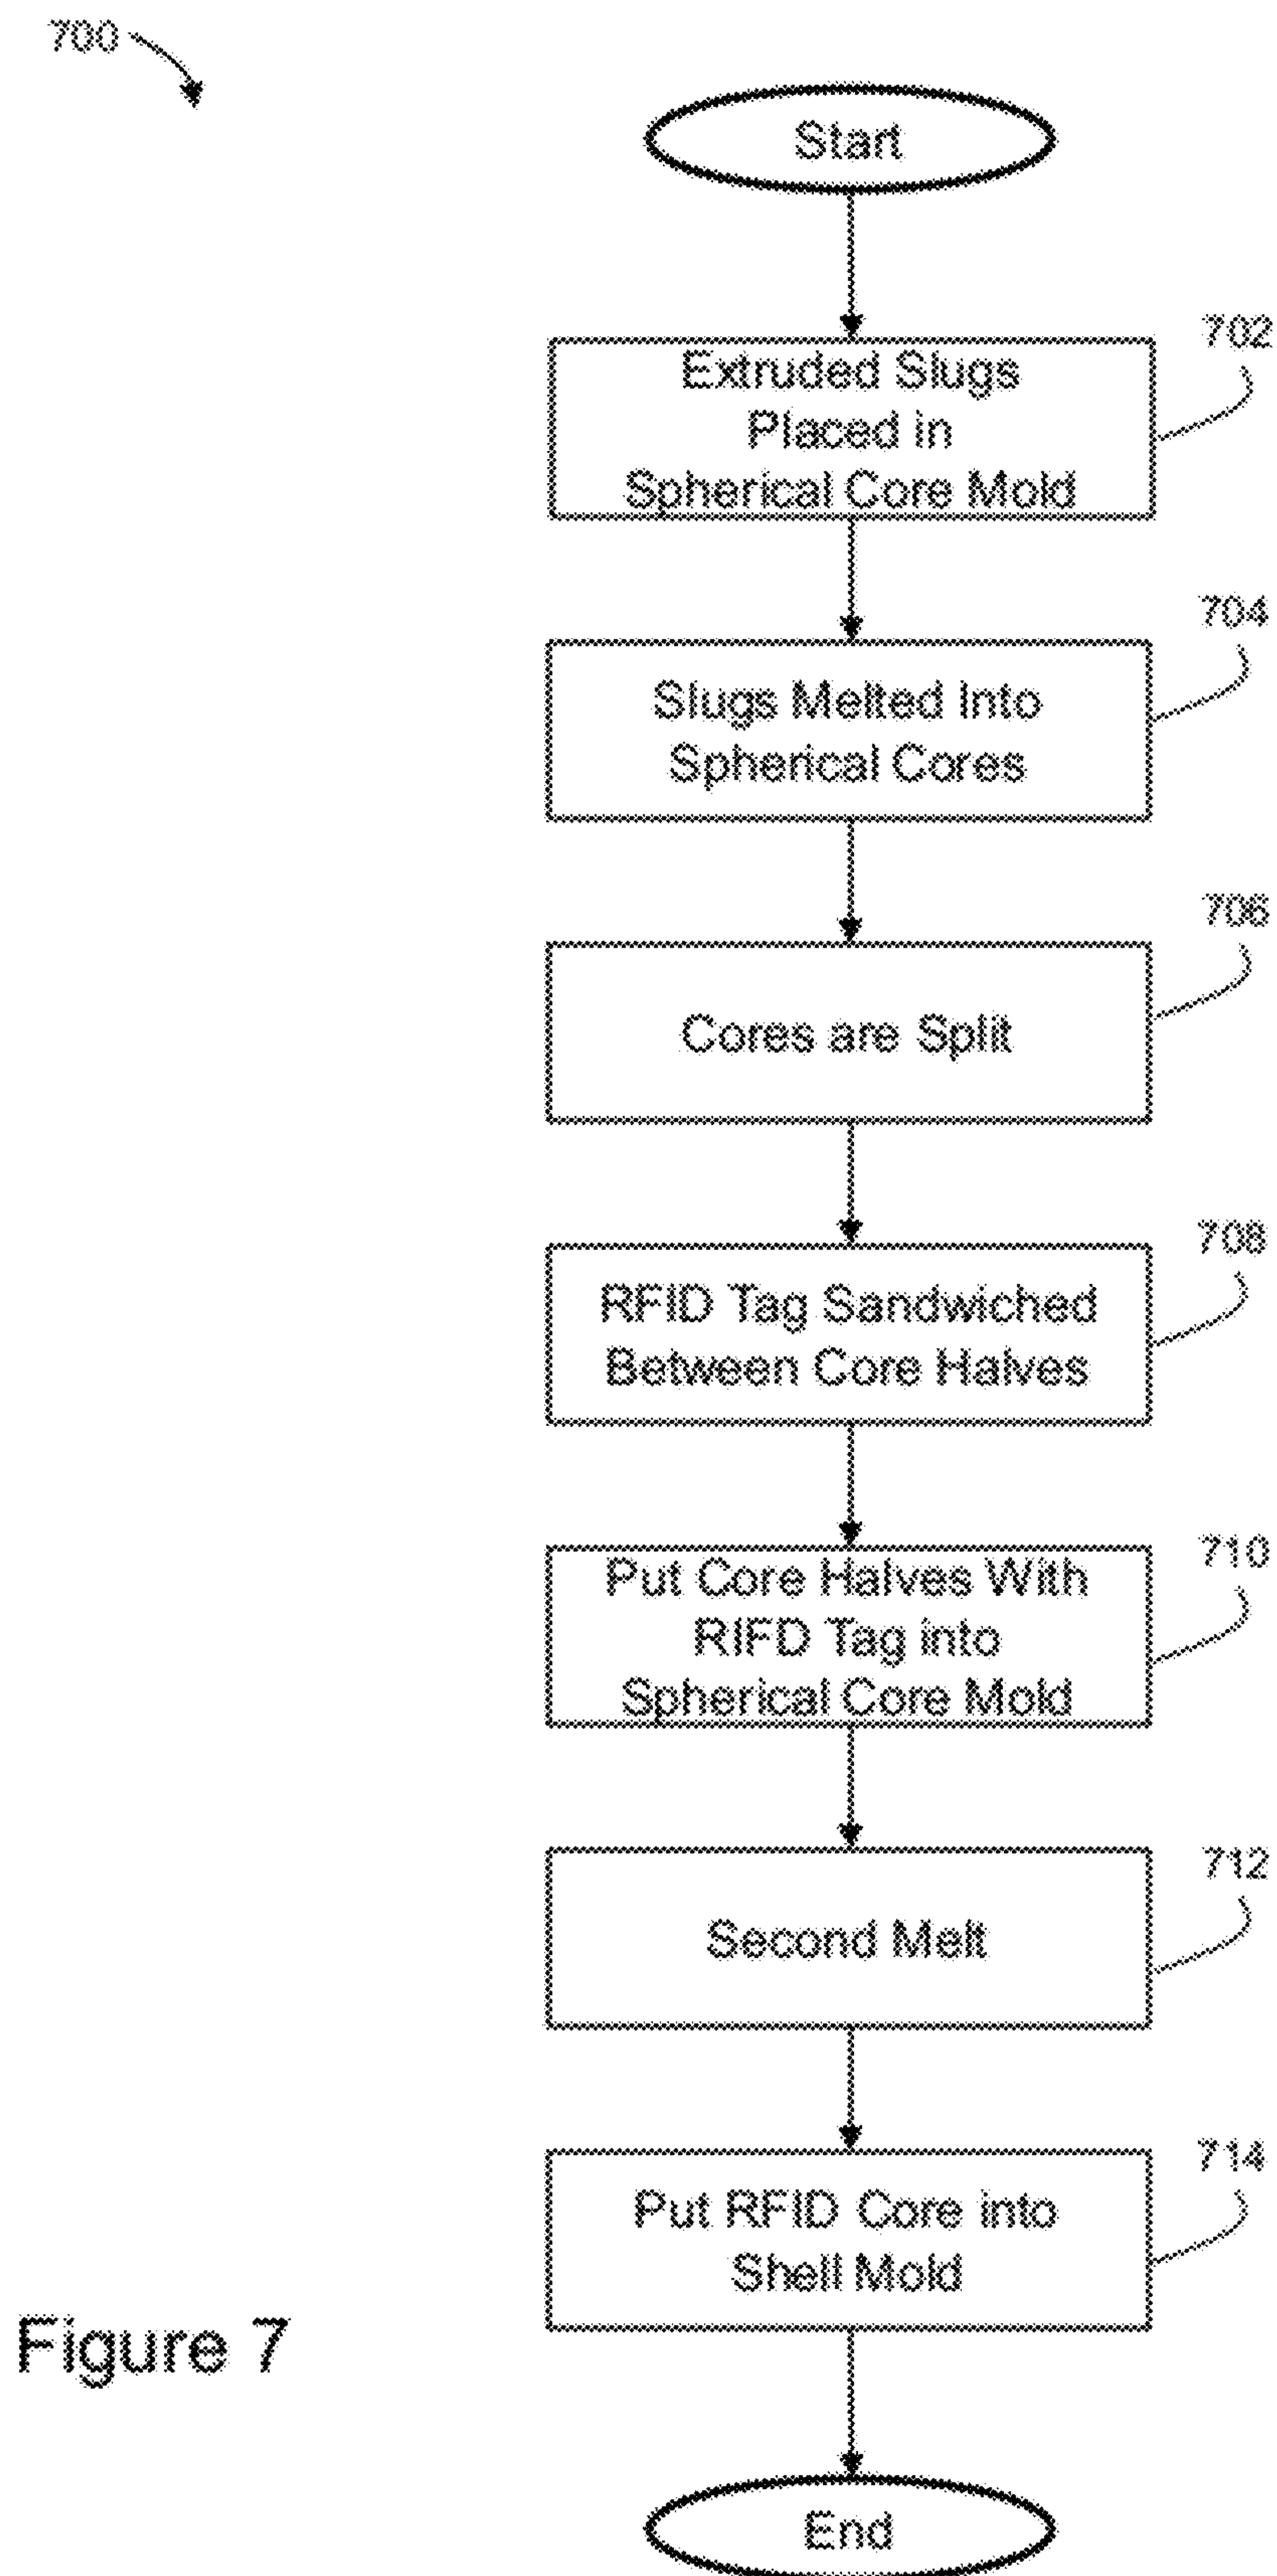 700
Start
702
Extruded Slugs
Placed in
Spherical Core Mold
704
Slugs Melted Into
Spherical Cores
706
Cores are Split
708
RFID Tag Sandwiched
Between Core Halves
710
Put Core Halves With
RIFD Tag into
Spherical Core Mold
712
Second Melt
714
Put RFID Core into
Shell Mold
Figure 7
End